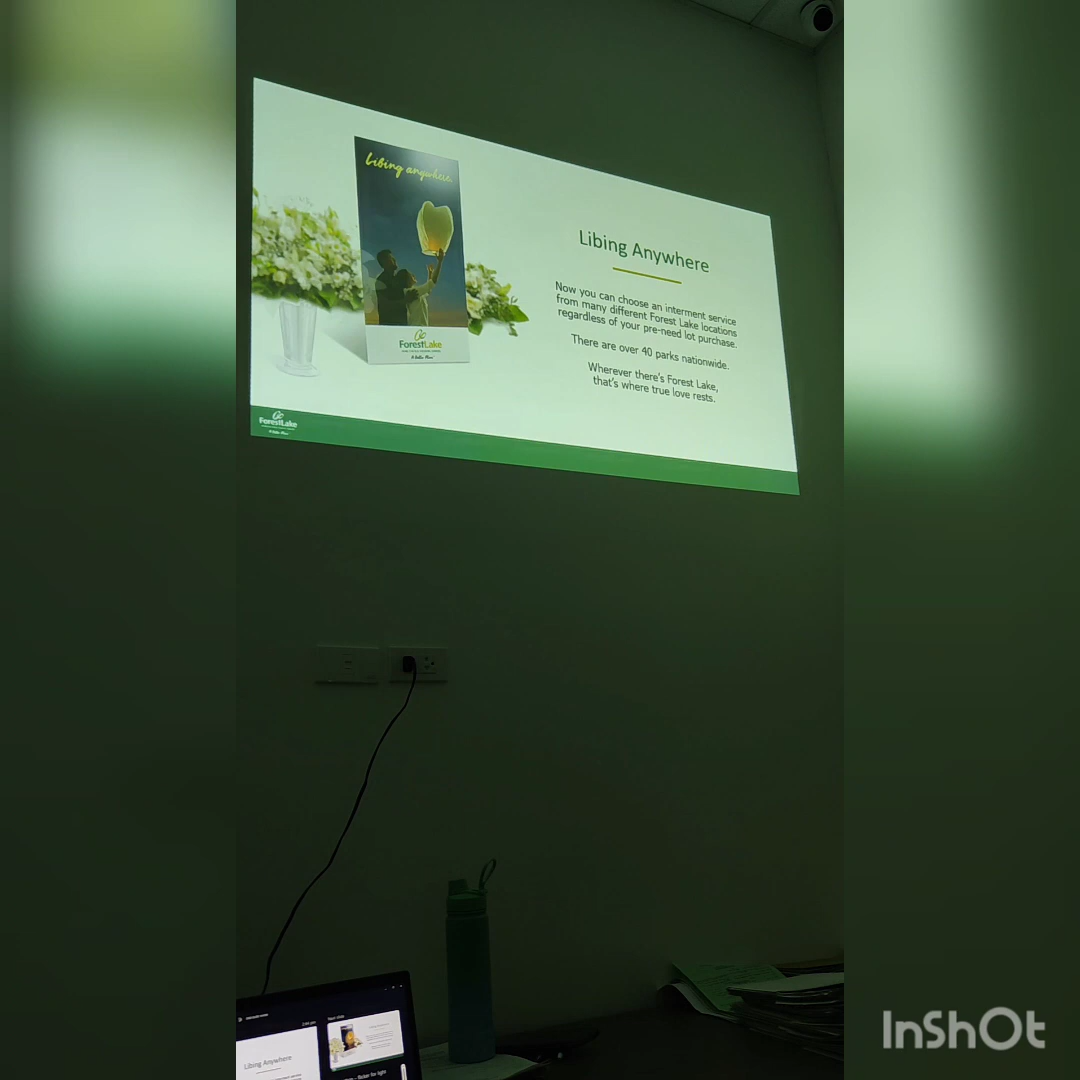 Libing anywhere.
ForestLake
Libing Anywhere
Now you can choose an interment service
from many different Forest Lake locations
regardless of your pre-need lot purchase.
There are over 40 parks nationwide.
Wherever there's Forest Lake,
that's where true love rests.
ForestLake
Next slide
Libing Anywhere
InShOt